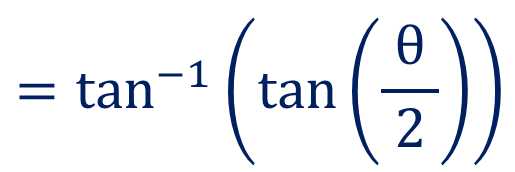 = tan⁻¹(tan(θ/2))